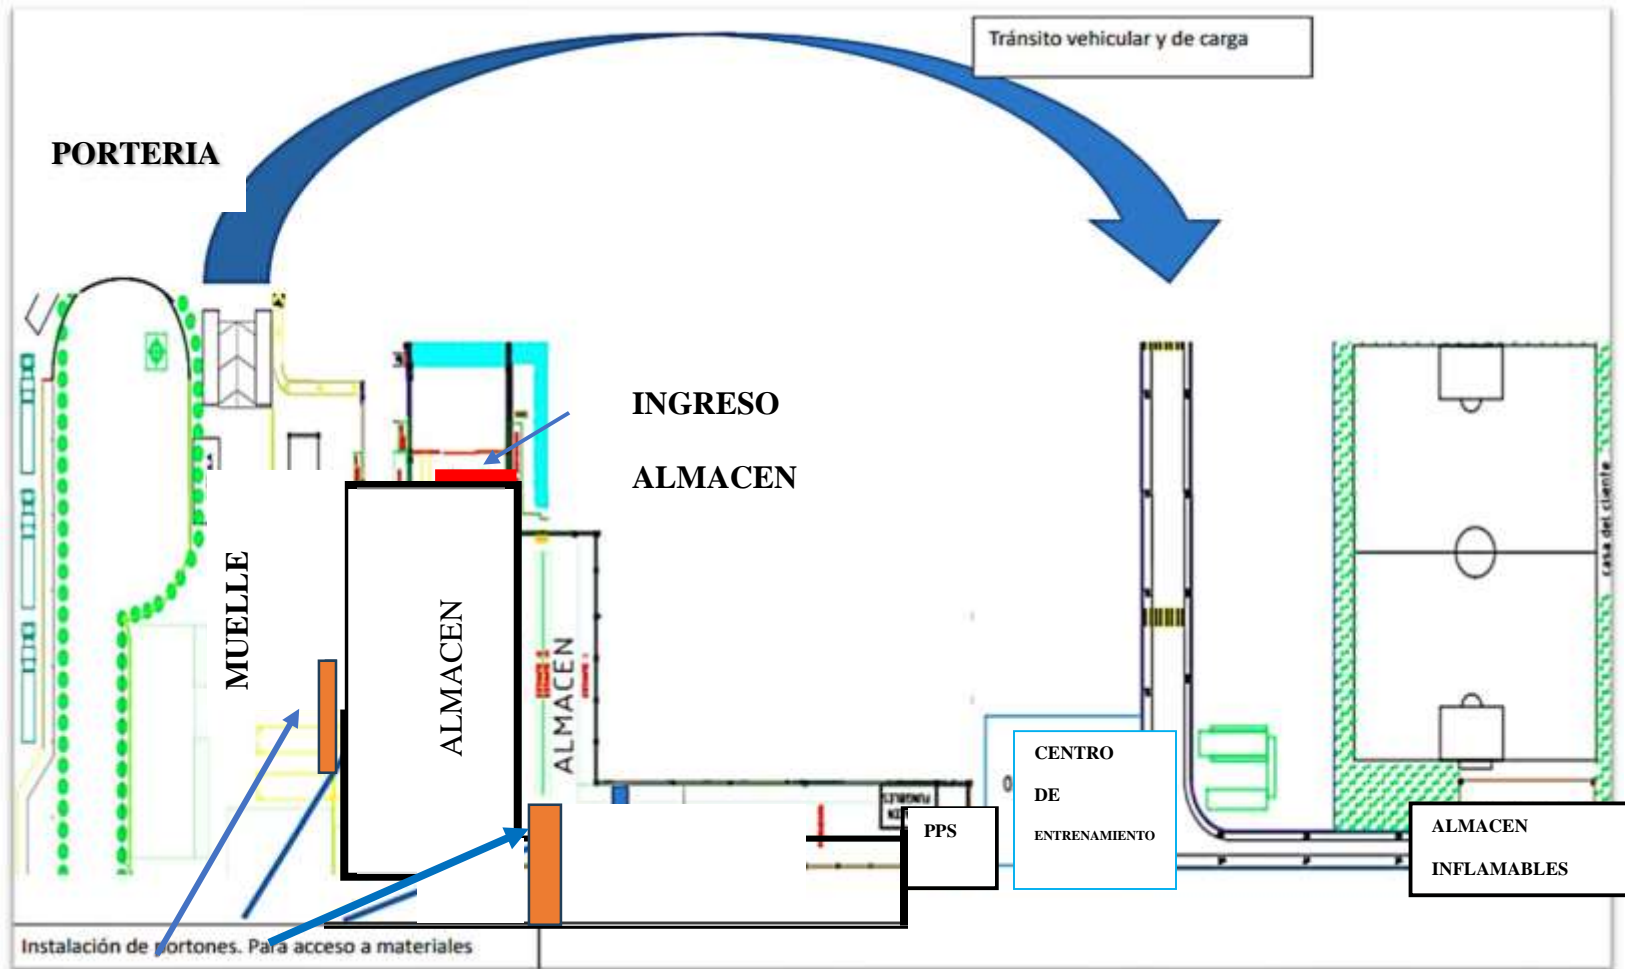 Tránsito vehicular y de carga
PORTERIA
INGRESO
ALMACEN
casa del cliente
MUELLE
ALMACEN
ALMACEN
FUNGIBLES
PPS
CENTRO
DE
ENTRENAMIENTO
ALMACEN
INFLAMABLES
Instalación de portones. Para acceso a materiales